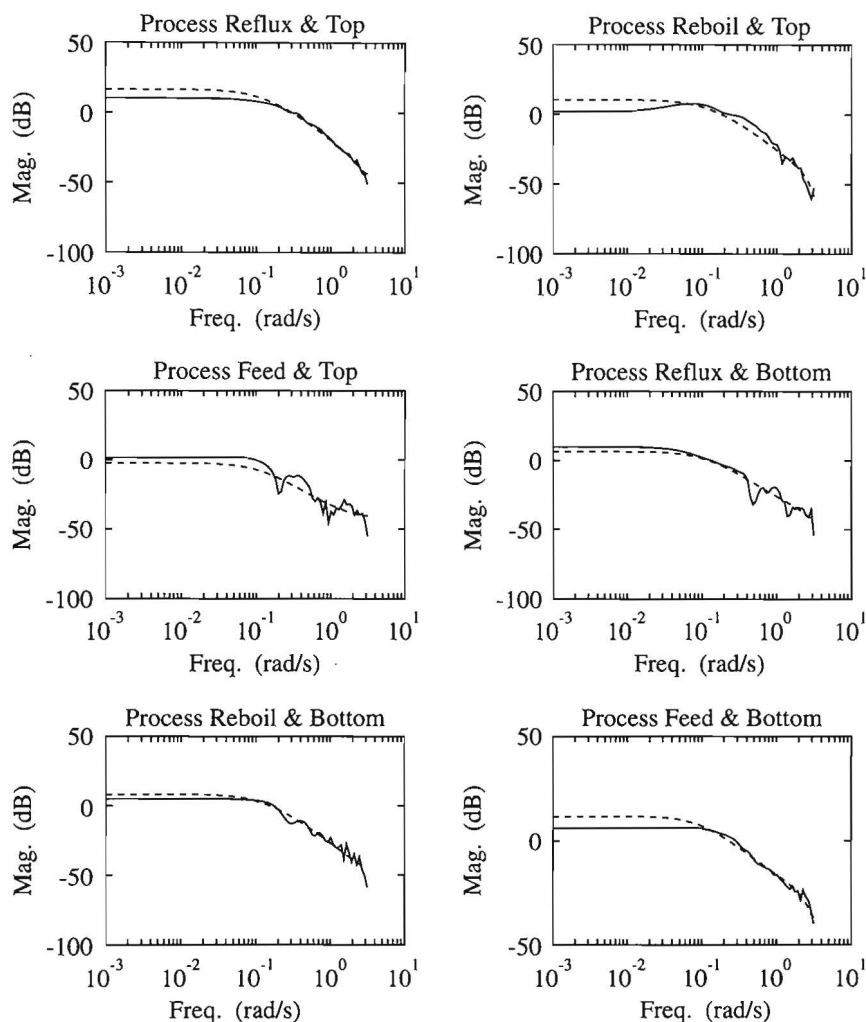 Process Reflux & Top
50
0
-50
-100
Mag. (dB)
10^-3 10^-2 10^-1 10^0 10^1
Freq. (rad/s)
Process Reboil & Top
50
0
-50
-100
Mag. (dB)
10^-3 10^-2 10^-1 10^0 10^1
Freq. (rad/s)
Process Feed & Top
50
0
-50
-100
Mag. (dB)
10^-3 10^-2 10^-1 10^0 10^1
Freq. (rad/s)
Process Reflux & Bottom
50
0
-50
-100
Mag. (dB)
10^-3 10^-2 10^-1 10^0 10^1
Freq. (rad/s)
Process Reboil & Bottom
50
0
-50
-100
Mag. (dB)
10^-3 10^-2 10^-1 10^0 10^1
Freq. (rad/s)
Process Feed & Bottom
50
0
-50
Mag. (dB)
10^-3 10^-2 10^-1 10^0 10^1
Freq. (rad/s)